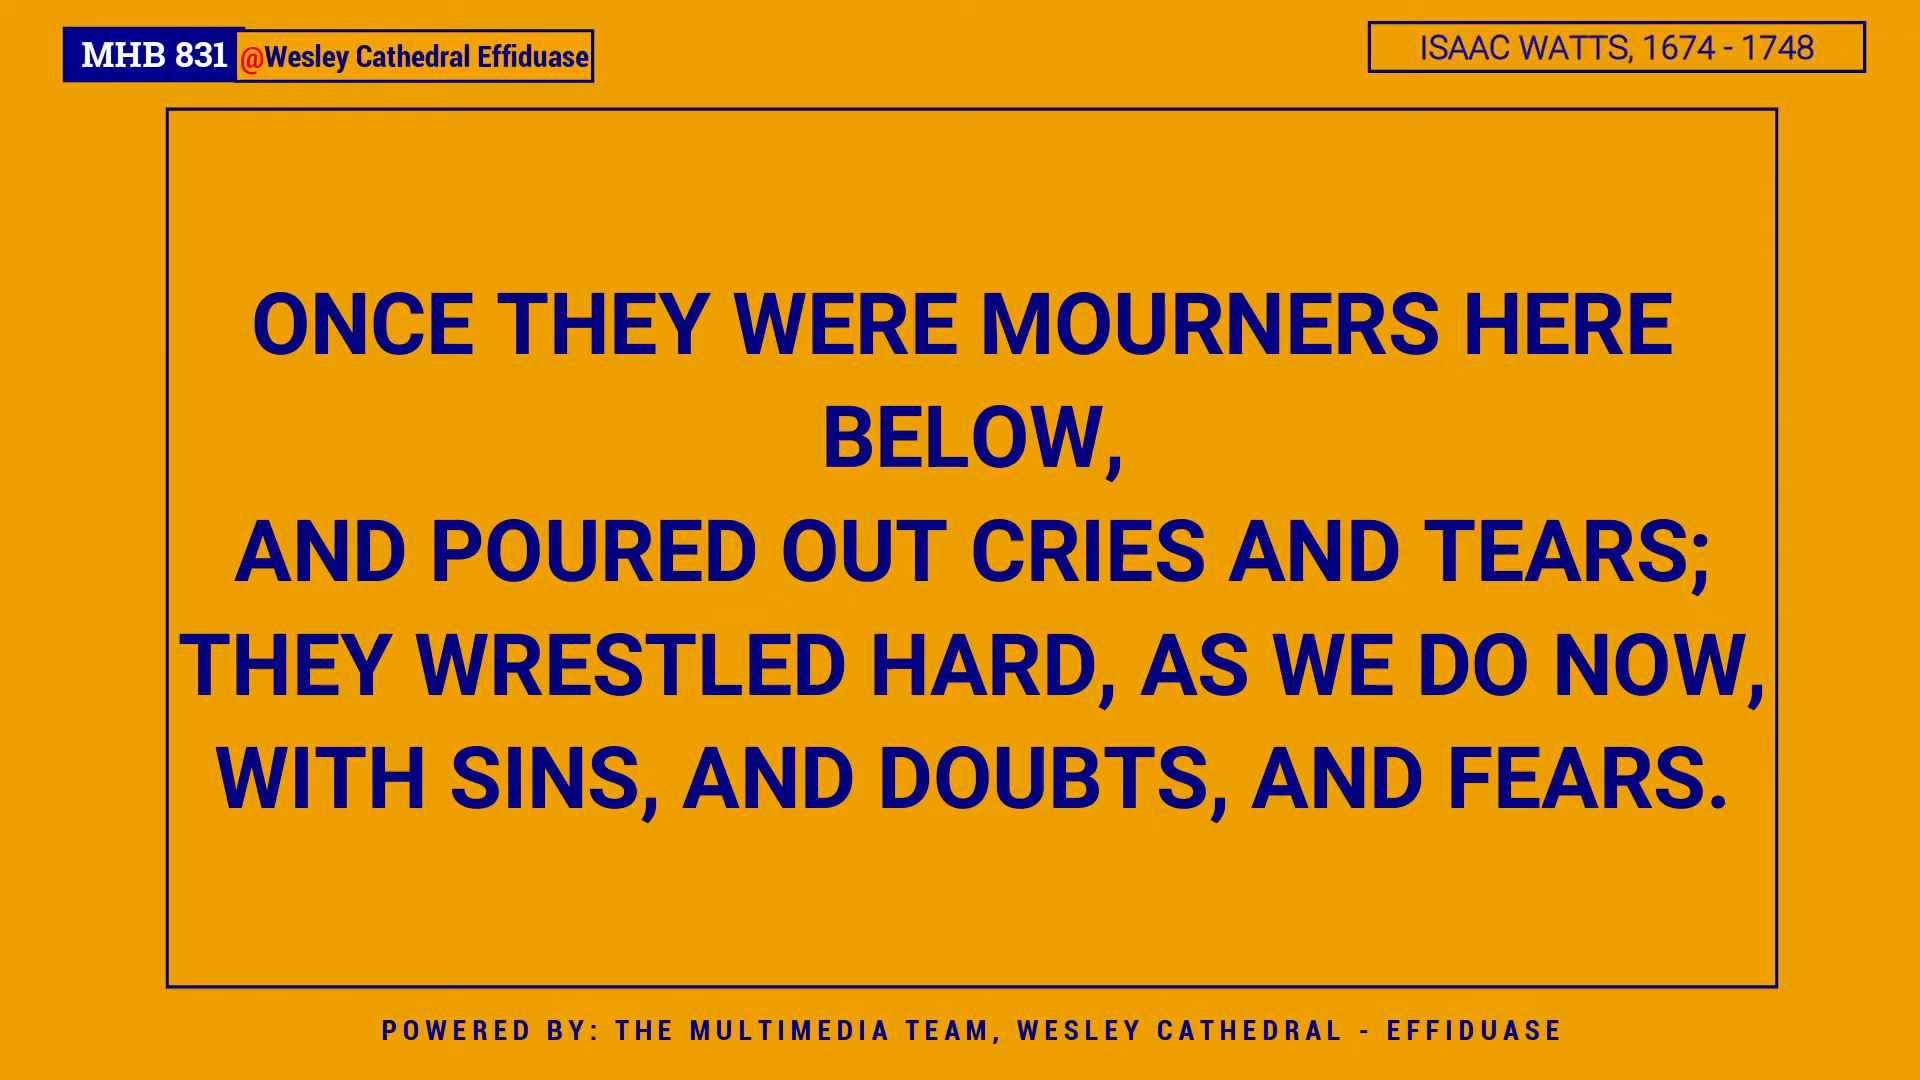 MHB 831 @Wesley Cathedral Effiduase
ISAAC WATTS, 1674 - 1748
ONCE THEY WERE MOURNERS HERE
BELOW,
AND POURED OUT CRIES AND TEARS;
THEY WRESTLED HARD, AS WE DO NOW,
WITH SINS, AND DOUBTS, AND FEARS.
POWERED BY: THE MULTIMEDIA TEAM, WESLEY CATHEDRAL - EFFIDUASE